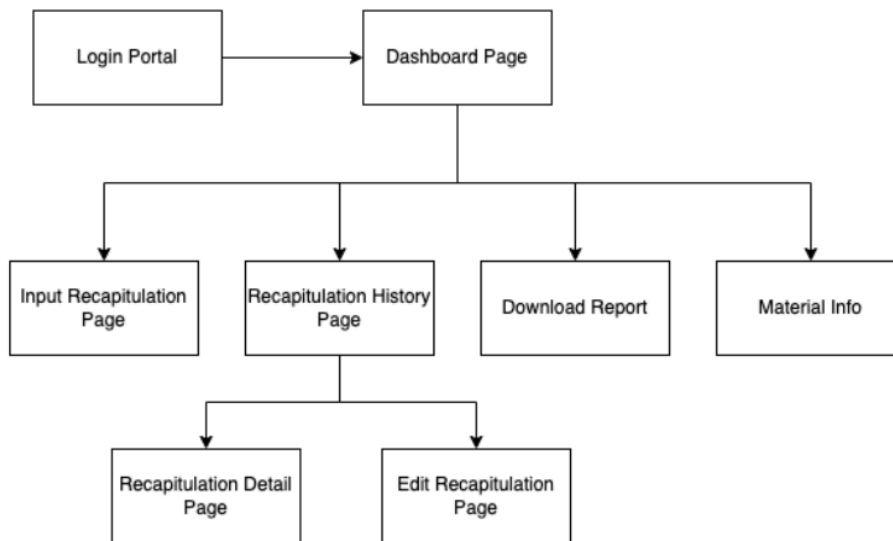 Login Portal
Dashboard Page
Input Recapitulation
Page
Recapitulation History
Page
Download Report
Material Info
Recapitulation Detail
Page
Edit Recapitulation
Page